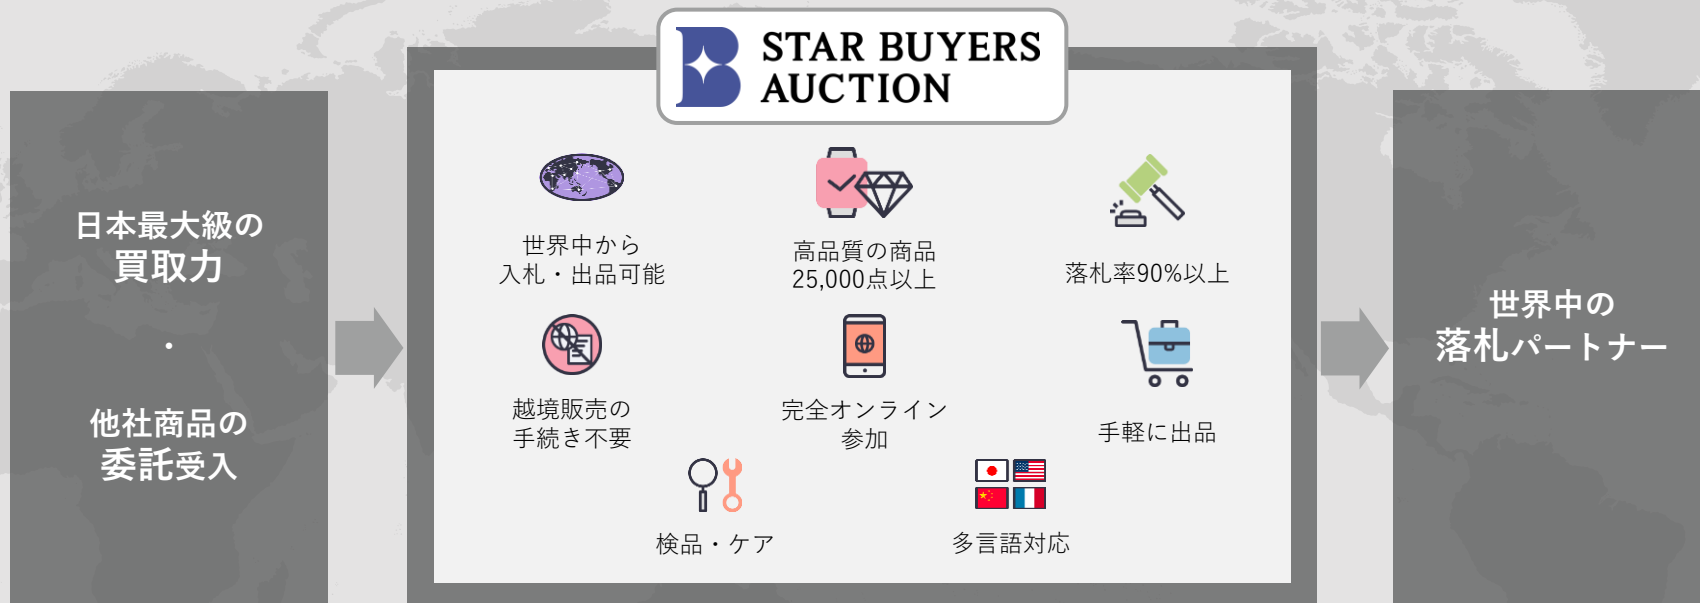 STAR BUYERS
AUCTION
日本最大級の
買取力
・
他社商品の
委託受入
世界中から
入札・出品可能
高品質の商品
25,000点以上
落札率90%以上
越境販売の
手続き不要
完全オンライン
参加
手軽に出品
検品・ケア
多言語対応
世界中の
落札パートナー